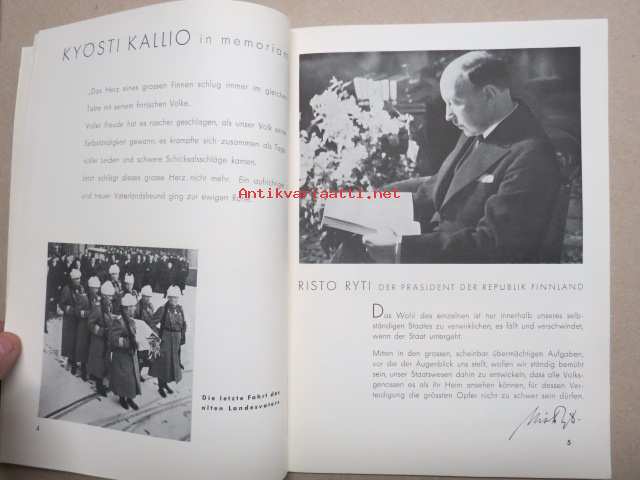 KYÖSTI KALLIO in memoriam
„Das Herz eines grossen Finnen schlug immer im gleichen
Takte mit seinem finnischen Volke.
Voller Freude hat es rascher geschlagen, als unser Volk seine
Selbständigkeit gewann, es krampfte sich zusammen als Tage
voller Leiden und schwere Schicksalsschläge kamen.
Jetzt schlägt dieses grosse Herz nicht mehr. Ein aufrichtiger
und treuer Vaterlandsfreund ging zur ewigen Ruhe."
Die letzte Fahrt des
alten Landesvaters
4
Antikvariaatti.net
RISTO RYTI DER PRÄSIDENT DER REPUBLIK FINNLAND
Das Wohl des einzelnen ist nur innerhalb unseres selb-
ständigen Staates zu verwirklichen, es fällt und verschwindet,
wenn der Staat untergeht.
Mitten in den grossen, scheinbar übermächtigen Aufgaben,
vor die der Augenblick uns stellt, wollen wir ständig bemüht
sein, unser Staatswesen dahin zu entwickeln, dass alle Volks-
genossen es als ihr Heim ansehen können, für dessen Ver-
teidigung die grössten Opfer nicht zu schwer sein dürfen.
Risto Ryti
5